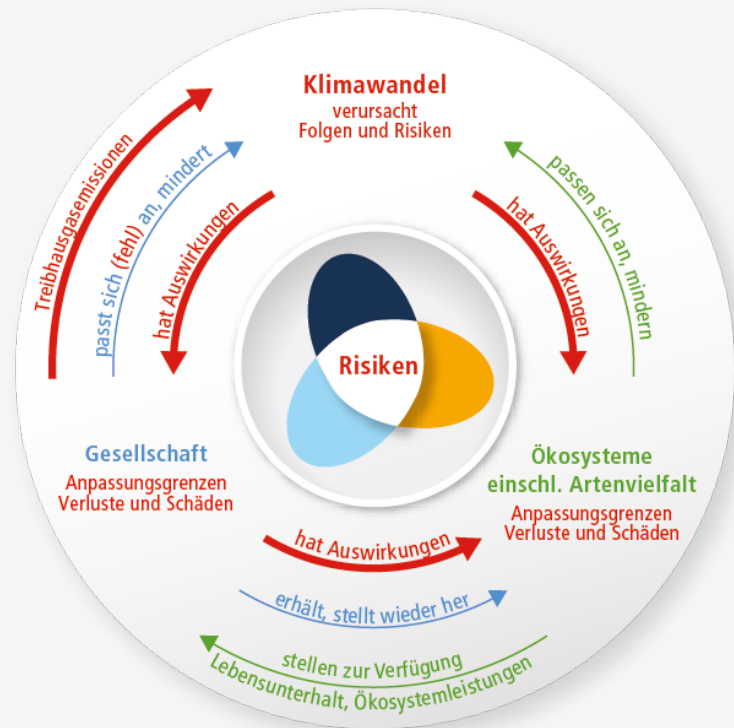 Klimawandel
verursacht
Folgen und Risiken
Treibhausgasemissionen
passt sich (fehl) an, mindert
hat Auswirkungen
hat Auswirkungen
passen sich an, mindern
Risiken
Gesellschaft
Anpassungsgrenzen
Verluste und Schäden
Ökosysteme
einschl. Artenvielfalt
Anpassungsgrenzen
Verluste und Schäden
hat Auswirkungen
erhält, stellt wieder her
stellen zur Verfügung
Lebensunterhalt, Ökosystemleistungen